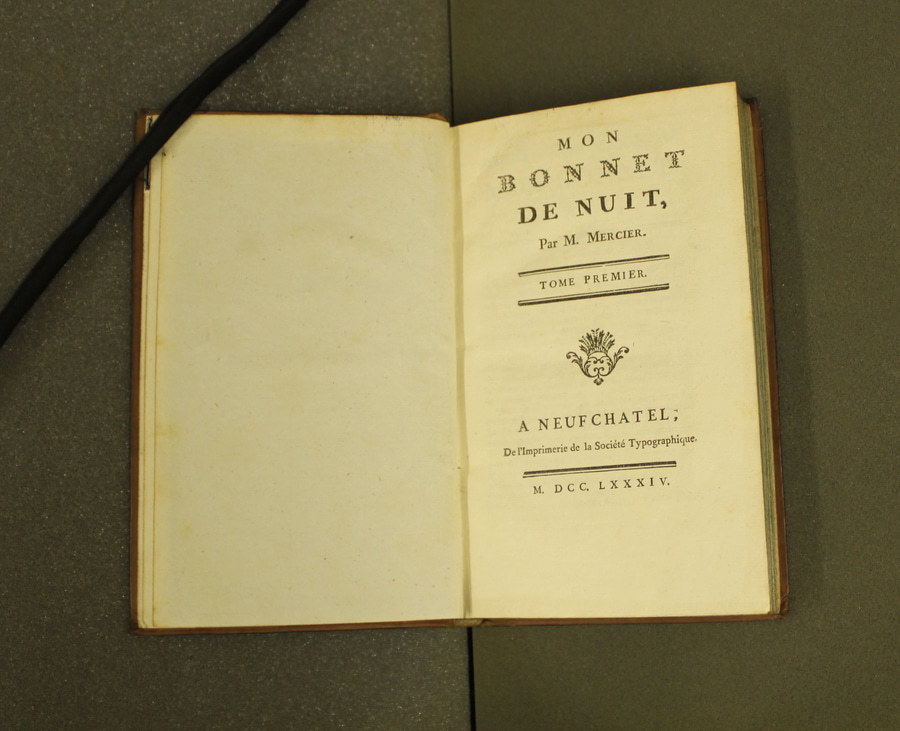 MON
BONNET
DE NUIT,
Par M. MERCIER.
TOME PREMIER.
A NEUFCHATEL,
De l'Imprimerie de la Société Typographique.
M. DCC. LXXXIV.